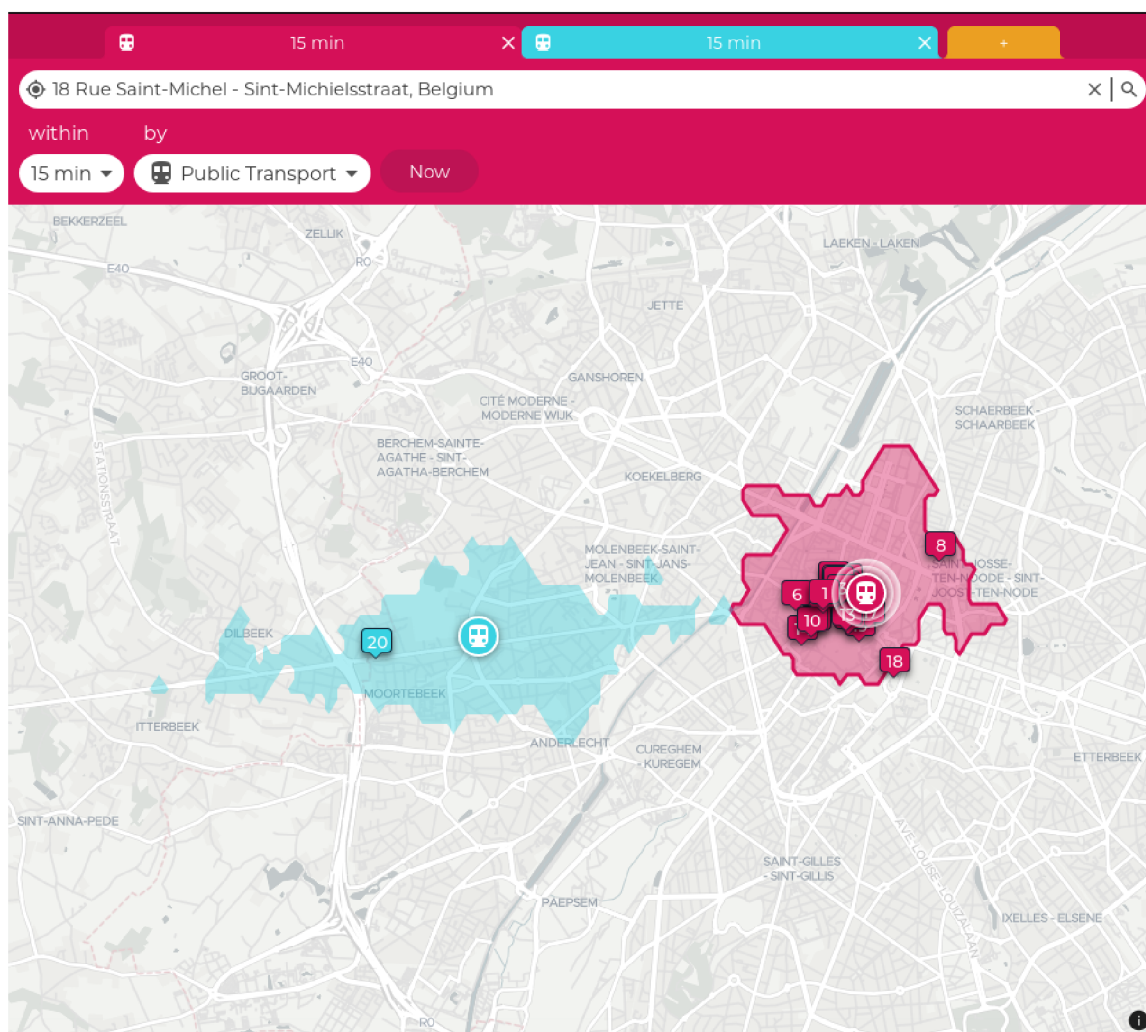 15 min
15 min
+
18 Rue Saint-Michel - Sint-Michielsstraat, Belgium
within by
15 min Public Transport Now
BEKKERZEEL
ZELLIK
LAEKEN - LAKEN
R0
E40
JETTE
E40
GROOT-
BIJGAARDEN
GANSHOREN
CITÉ MODERNE -
MODERNE WIJK
SCHAERBEEK -
SCHAARBEEK
BERCHEM-SAINTE-
AGATHE - SINT-
AGATHA-BERCHEM
STATIONSSTRAAT
KOEKELBERG
8
MOLENBEEK-SAINT-
JEAN - SINT-JANS-
MOLENBEEK
SAINT-JOSSE-
TEN-NOODE - SINT-
JOOST-TEN-NODE
6
1
13
10
DILBEEK
20
18
MOORTEBEEK
ITTERBEEK
ANDERLECHT
CUREGHEM
- KUREGEM
ETTERBEEK
SINT-ANNA-PEDE
AVE. LOUISE - LOUIZALAAN
SAINT-GILLES
- SINT-GILLIS
PAEPSEM
IXELLES - ELSENE
R0